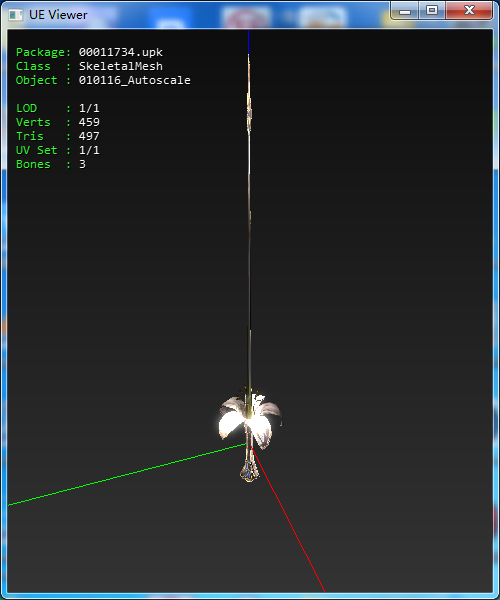 UE Viewer
Package: 00011734.upk
Class  : SkeletalMesh
Object : 010116_Autoscale
LOD    : 1/1
Verts  : 459
Tris   : 497
UV Set : 1/1
Bones  : 3